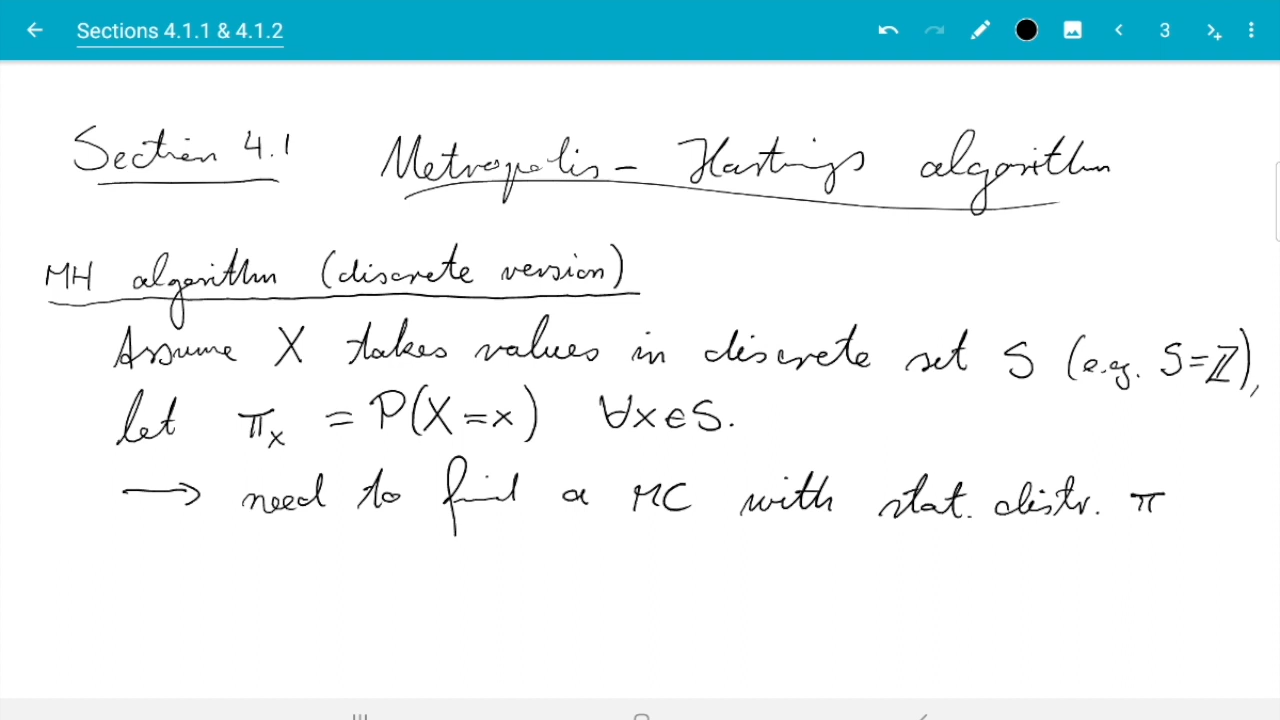 Sections 4.1.1 & 4.1.2
3
Section 4.1 Metropolis - Hastings algorithm
MH algorithm (discrete version)
Assume X takes values in discrete set S (e.g. S=ℤ),
let π_x = P(X=x) ∀x∈S.
→ need to find a MC with stat. distr. π